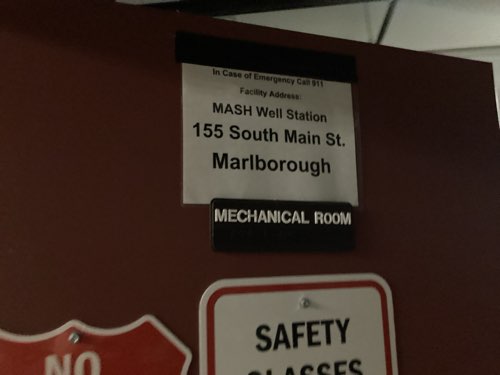 In Case of Emergency Call 911
Facility Address:
MASH Well Station
155 South Main St.
Marlborough
MECHANICAL ROOM
SAFETY
GLASSES
NO